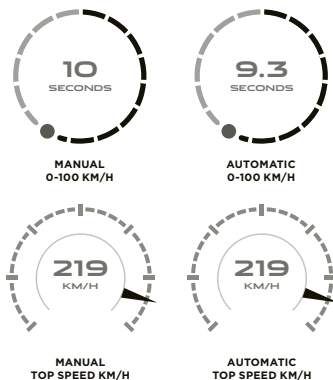 10
SECONDS
MANUAL
0-100 KM/H
9.3
SECONDS
AUTOMATIC
0-100 KM/H
219
KM/H
MANUAL
TOP SPEED KM/H
219
KM/H
AUTOMATIC
TOP SPEED KM/H